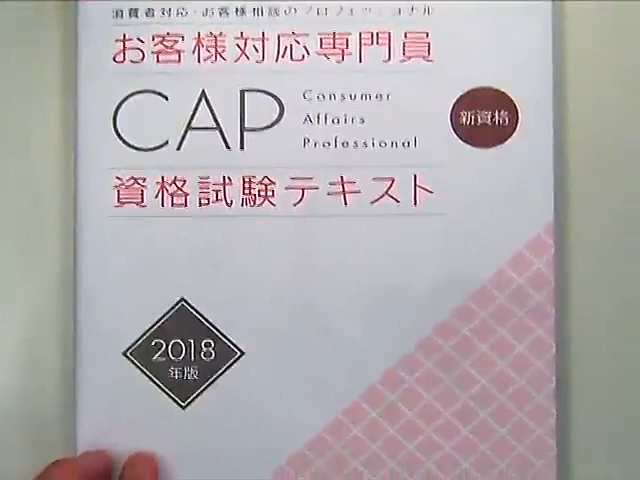 消費者対応・お客様相談のプロフェッショナル
お客様対応専門員
CAP
Consumer
Affairs
Professional
新資格
資格試験テキスト
2018
年版